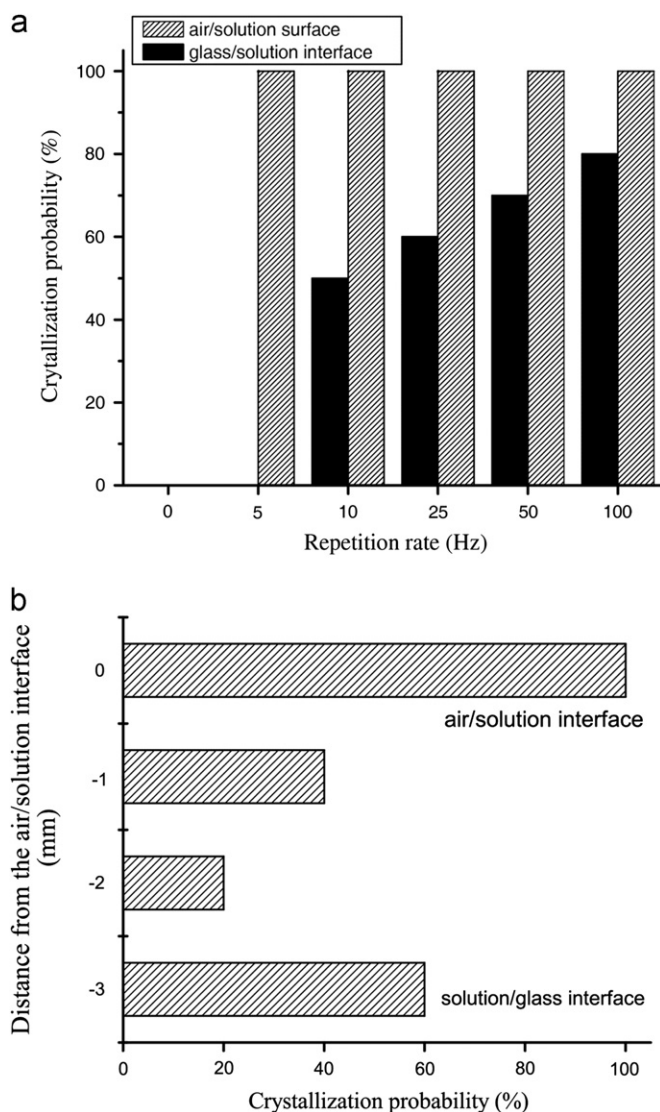 a
air/solution surface
glass/solution interface
Crytallization probability (%)
100
80
60
40
20
0
0 5 10 25 50 100
Repetition rate (Hz)
b
Distance from the air/solution interface
(mm)
0
air/solution interface
-1
-2
-3
solution/glass interface
0 20 40 60 80 100
Crystallization probability (%)